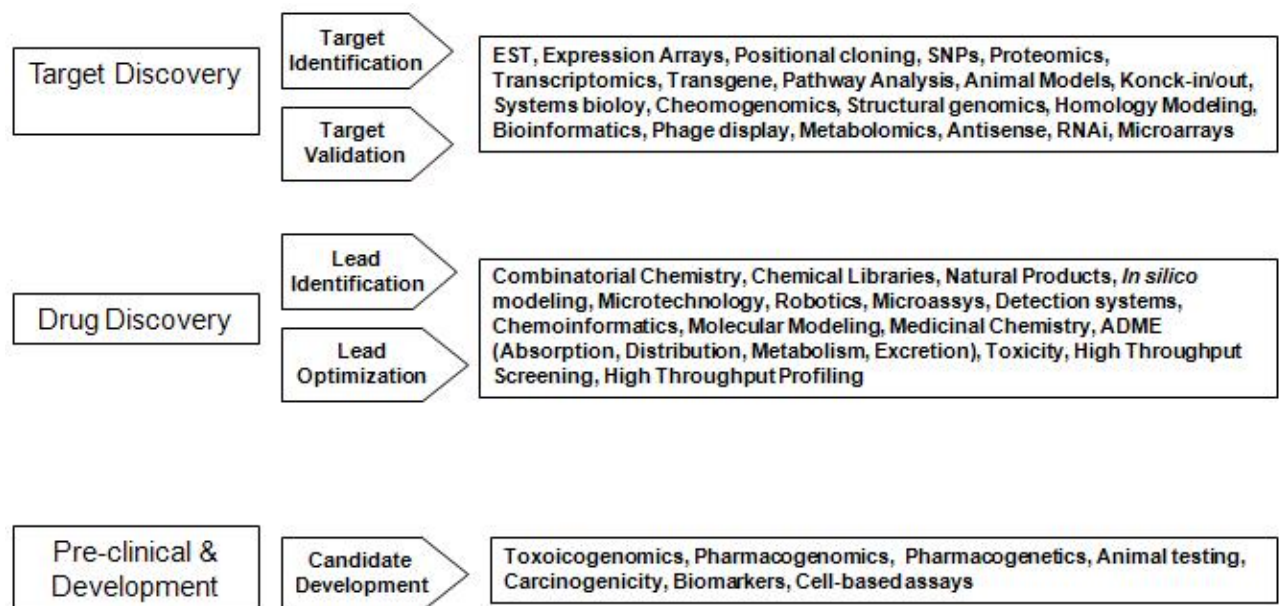 Target Discovery
Target
Identification
Target
Validation
EST, Expression Arrays, Positional cloning, SNPs, Proteomics,
Transcriptomics, Transgene, Pathway Analysis, Animal Models, Konck-in/out,
Systems bioloy, Cheomogenomics, Structural genomics, Homology Modeling,
Bioinformatics, Phage display, Metabolomics, Antisense, RNAi, Microarrays
Drug Discovery
Lead
Identification
Lead
Optimization
Combinatorial Chemistry, Chemical Libraries, Natural Products, In silico
modeling, Microtechnology, Robotics, Microassys, Detection systems,
Chemoinformatics, Molecular Modeling, Medicinal Chemistry, ADME
(Absorption, Distribution, Metabolism, Excretion), Toxicity, High Throughput
Screening, High Throughput Profiling
Pre-clinical &
Development
Candidate
Development
Toxoicogenomics, Pharmacogenomics, Pharmacogenetics, Animal testing,
Carcinogenicity, Biomarkers, Cell-based assays